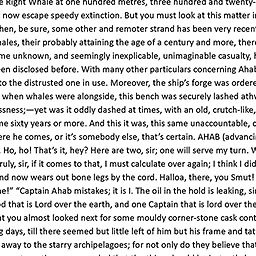 e Right Whale at one hundred metres, three hundred and twenty-
now escape speedy extinction. But you must look at this matter i
hen, be sure, some other and remoter strand has been very recen
ales, their probably attaining the age of a century and more, ther
me unknown, and seemingly inexplicable, unimaginable casualty, h
en disclosed before. With many other particulars concerning Ahab
to the distrusted one in use. Moreover, the ship's forge was ordere
when whales were alongside, this bench was securely lashed athw
ssness;—yet was it oddly dashed at times, with an old, crutch-like,
me sixty years or more. And this it was, this same unaccountable, c
ere he comes, or it's somebody else, that's certain. AHAB (advanci
. Ho, ho! That's it, hey? Here are two, sir; one will serve my turn. W
ruly, sir, if it comes to that, I must calculate over again; I think I did
nd now wears out bone legs by the cord. Halloa, there, you Smut!
ne!" "Captain Ahab mistakes; it is I. The oil in the hold is leaking, sir
od that is Lord over the earth, and one Captain that is lord over the
t you almost looked next for some mouldy corner-stone cask cont
g days, till there seemed but little left of him but his frame and tat
away to the starry archipelagoes; for not only do they believe that